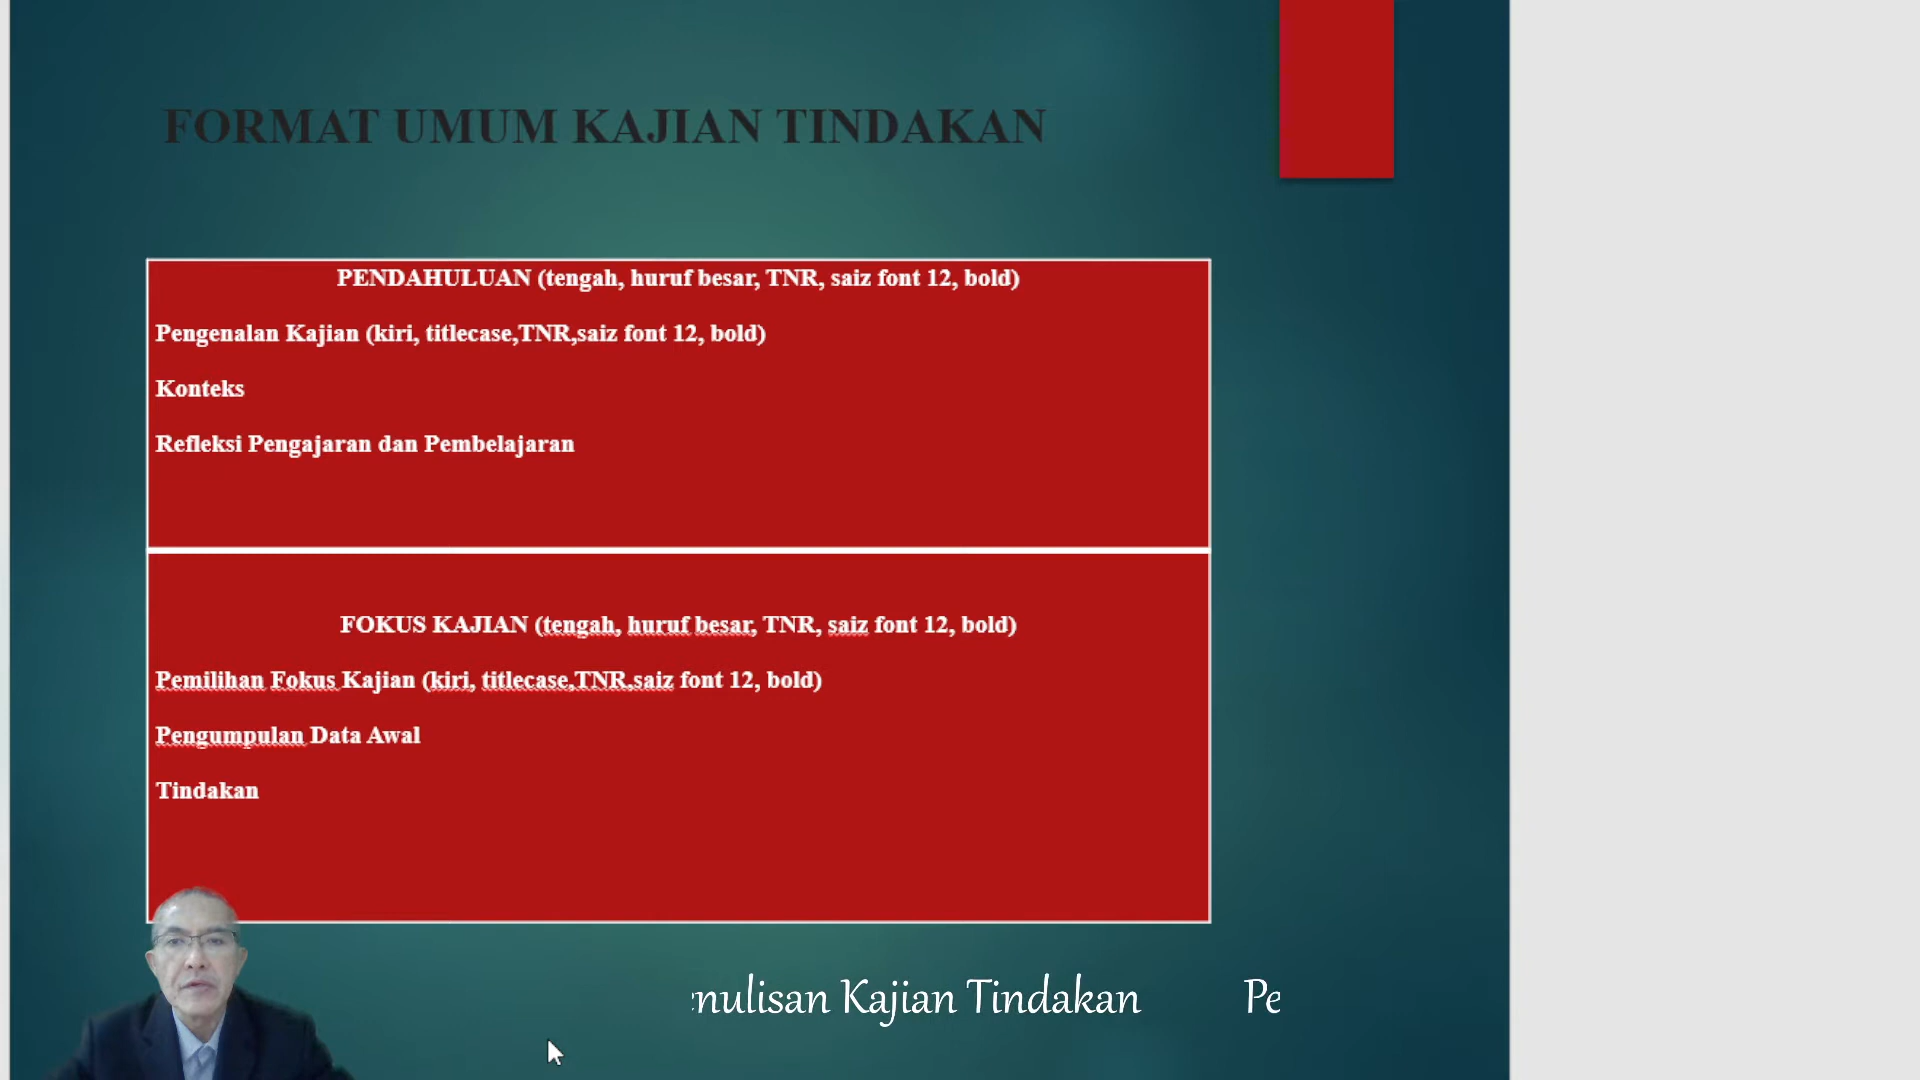 FORMAT UMUM KAJIAN TINDAKAN
PENDAHULUAN (tengah, huruf besar, TNR, saiz font 12, bold)
Pengenalan Kajian (kiri, titlecase,TNR,saiz font 12, bold)
Konteks
Refleksi Pengajaran dan Pembelajaran
FOKUS KAJIAN (tengah, huruf besar, TNR, saiz font 12, bold)
Pemilihan Fokus Kajian (kiri, titlecase,TNR,saiz font 12, bold)
Pengumpulan Data Awal
Tindakan
nulisan Kajian Tindakan Pe